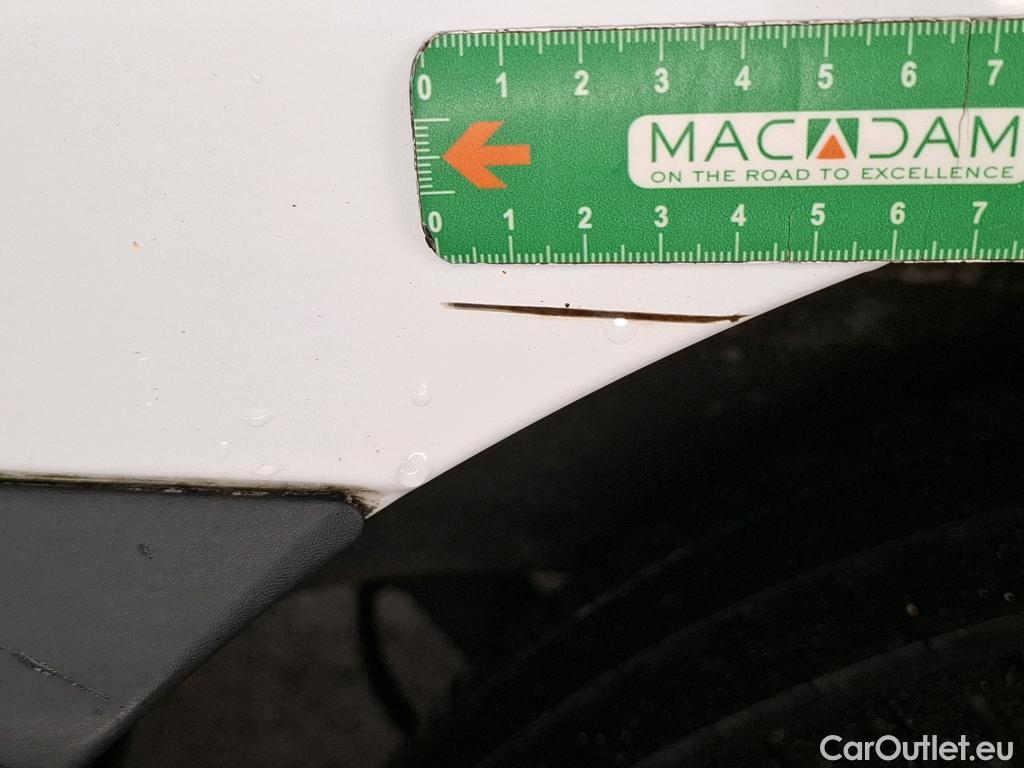 0 1 2 3 4 5 6 7
MACADAM
ON THE ROAD TO EXCELLENCE
0 1 2 3 4 5 6 7
CarOutlet.eu